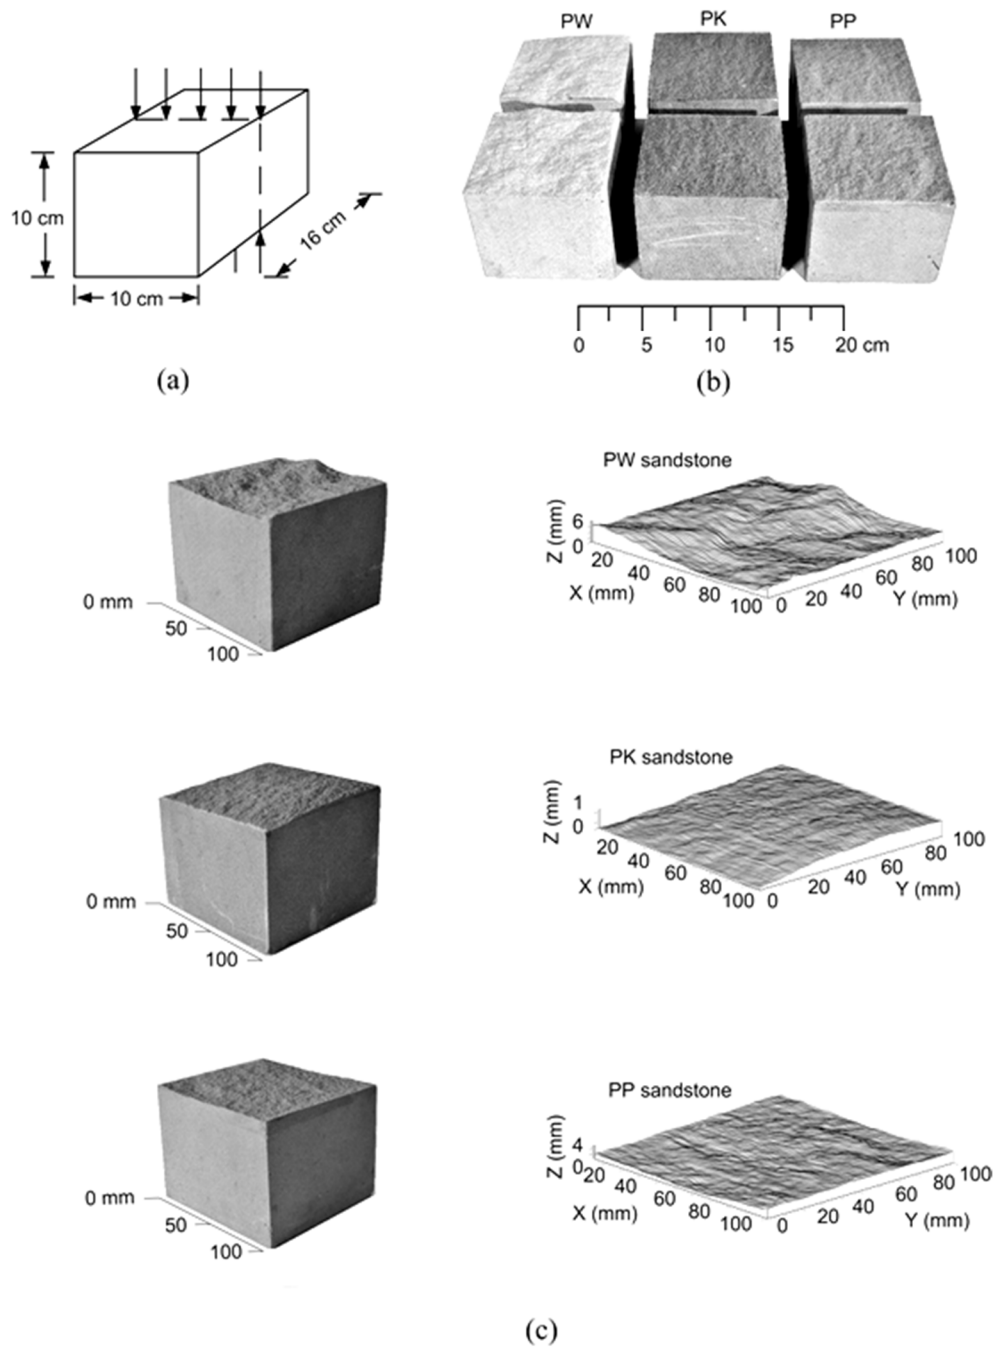 PW PK PP
10 cm
16 cm
10 cm
0 5 10 15 20 cm
(a)
(b)
PW sandstone
Z (mm)
6
0
20 40 60 80 100
X (mm)
0 20 40 60 80 100
Y (mm)
0 mm
50
100
PK sandstone
Z (mm)
1
0
20 40 60 80 100
X (mm)
0 20 40 60 80 100
Y (mm)
0 mm
50
100
PP sandstone
Z (mm)
4
0
20 40 60 80 100
X (mm)
0 20 40 60 80 100
Y (mm)
0 mm
50
100
(c)